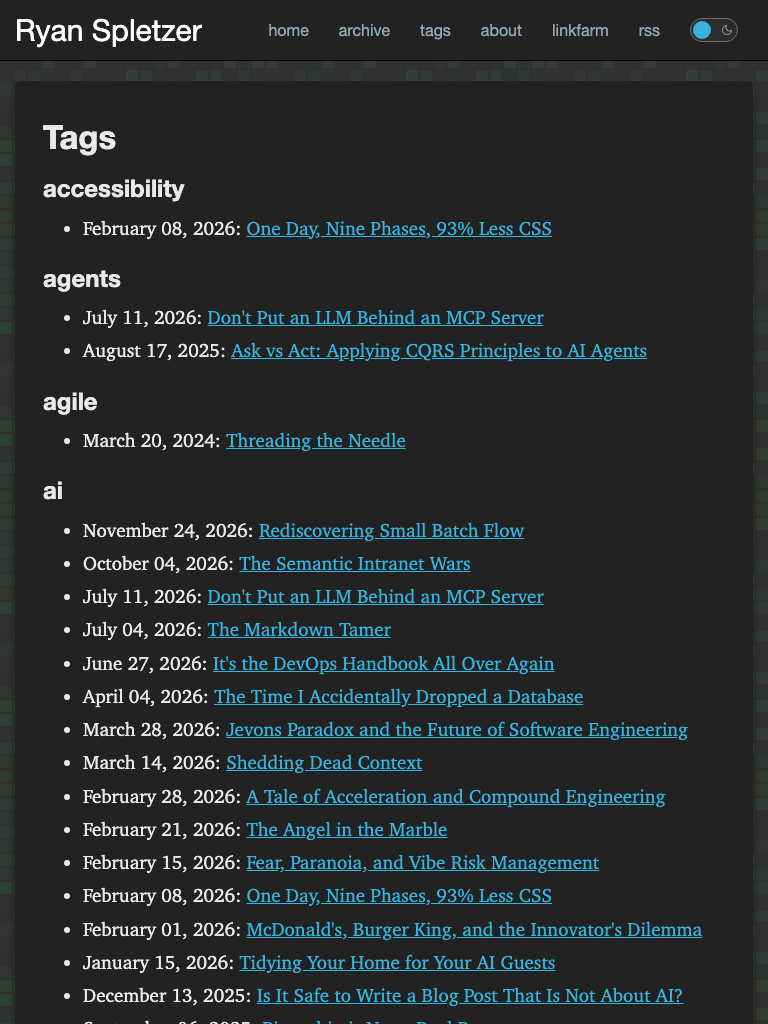 Ryan Spletzer
home archive tags about linkfarm rss
Tags
accessibility
February 08, 2026: One Day, Nine Phases, 93% Less CSS
agents
July 11, 2026: Don't Put an LLM Behind an MCP Server
August 17, 2025: Ask vs Act: Applying CQRS Principles to AI Agents
agile
March 20, 2024: Threading the Needle
ai
November 24, 2026: Rediscovering Small Batch Flow
October 04, 2026: The Semantic Intranet Wars
July 11, 2026: Don't Put an LLM Behind an MCP Server
July 04, 2026: The Markdown Tamer
June 27, 2026: It's the DevOps Handbook All Over Again
April 04, 2026: The Time I Accidentally Dropped a Database
March 28, 2026: Jevons Paradox and the Future of Software Engineering
March 14, 2026: Shedding Dead Context
February 28, 2026: A Tale of Acceleration and Compound Engineering
February 21, 2026: The Angel in the Marble
February 15, 2026: Fear, Paranoia, and Vibe Risk Management
February 08, 2026: One Day, Nine Phases, 93% Less CSS
February 01, 2026: McDonald's, Burger King, and the Innovator's Dilemma
January 15, 2026: Tidying Your Home for Your AI Guests
December 13, 2025: Is It Safe to Write a Blog Post That Is Not About AI?